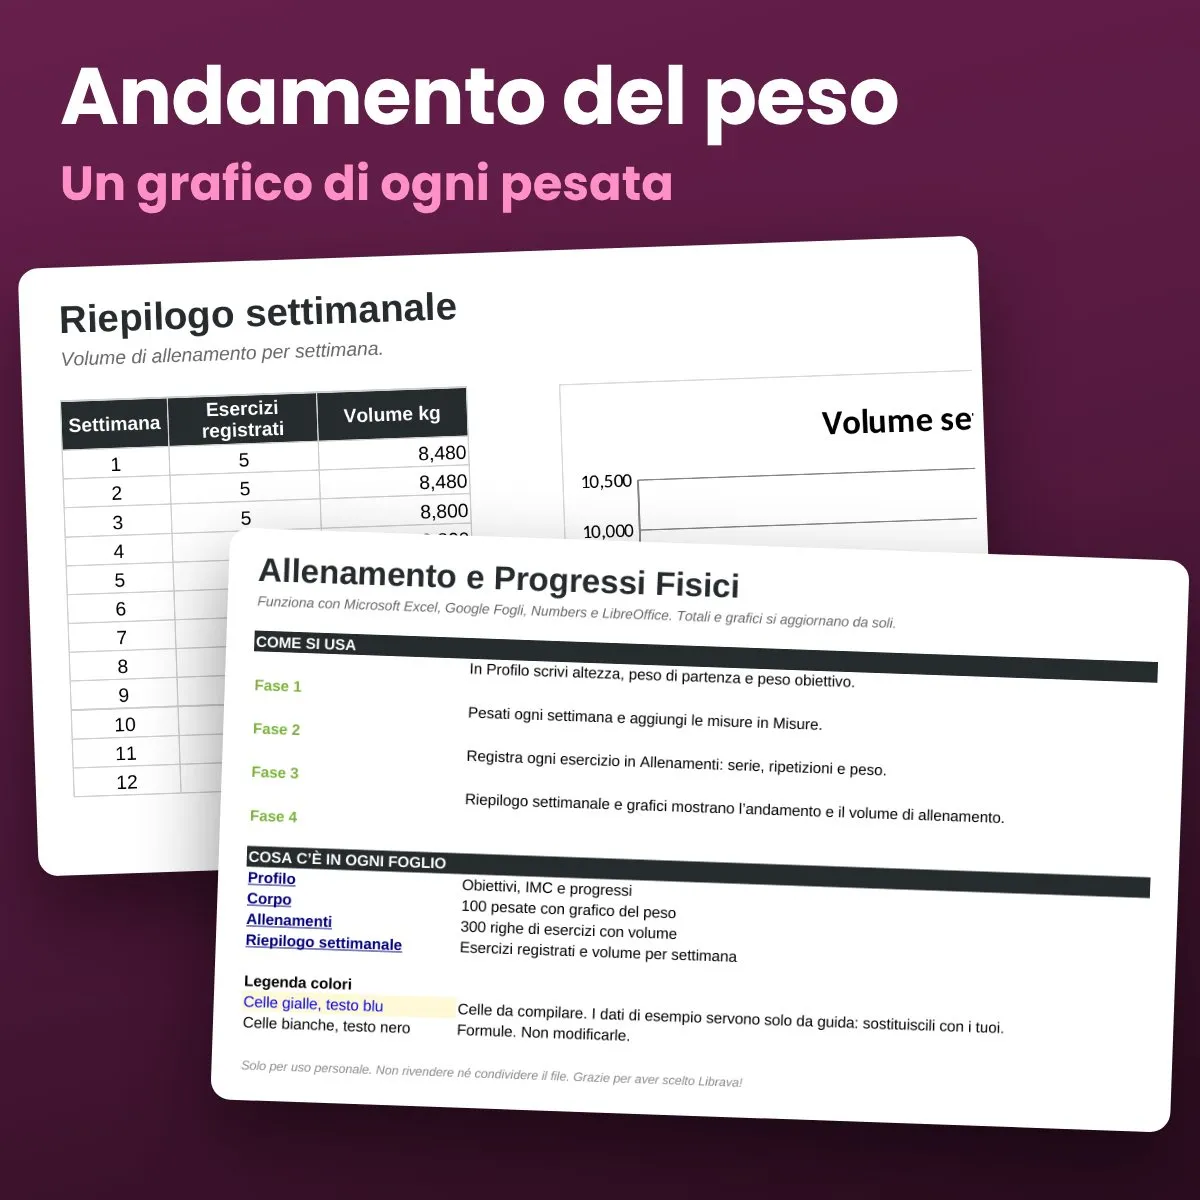 Andamento del peso
Un grafico di ogni pesata
Riepilogo settimanale
Volume di allenamento per settimana.
Settimana Esercizi registrati Volume kg
1 5 8,480
2 5 8,480
3 5 8,800
4
5
6
7
8
9
10
11
12
Volume se
10,500
10,000
Allenamento e Progressi Fisici
Funziona con Microsoft Excel, Google Fogli, Numbers e LibreOffice. Totali e grafici si aggiornano da soli.
COME SI USA
Fase 1 In Profilo scrivi altezza, peso di partenza e peso obiettivo.
Fase 2 Pesati ogni settimana e aggiungi le misure in Misure.
Fase 3 Registra ogni esercizio in Allenamenti: serie, ripetizioni e peso.
Fase 4 Riepilogo settimanale e grafici mostrano l’andamento e il volume di allenamento.
COSA C’È IN OGNI FOGLIO
Profilo Obiettivi, IMC e progressi
Corpo 100 pesate con grafico del peso
Allenamenti 300 righe di esercizi con volume
Riepilogo settimanale Esercizi registrati e volume per settimana
Legenda colori
Celle gialle, testo blu Celle da compilare. I dati di esempio servono solo da guida: sostituiscili con i tuoi.
Celle bianche, testo nero Formule. Non modificarle.
Solo per uso personale. Non rivendere né condividere il file. Grazie per aver scelto Librava!